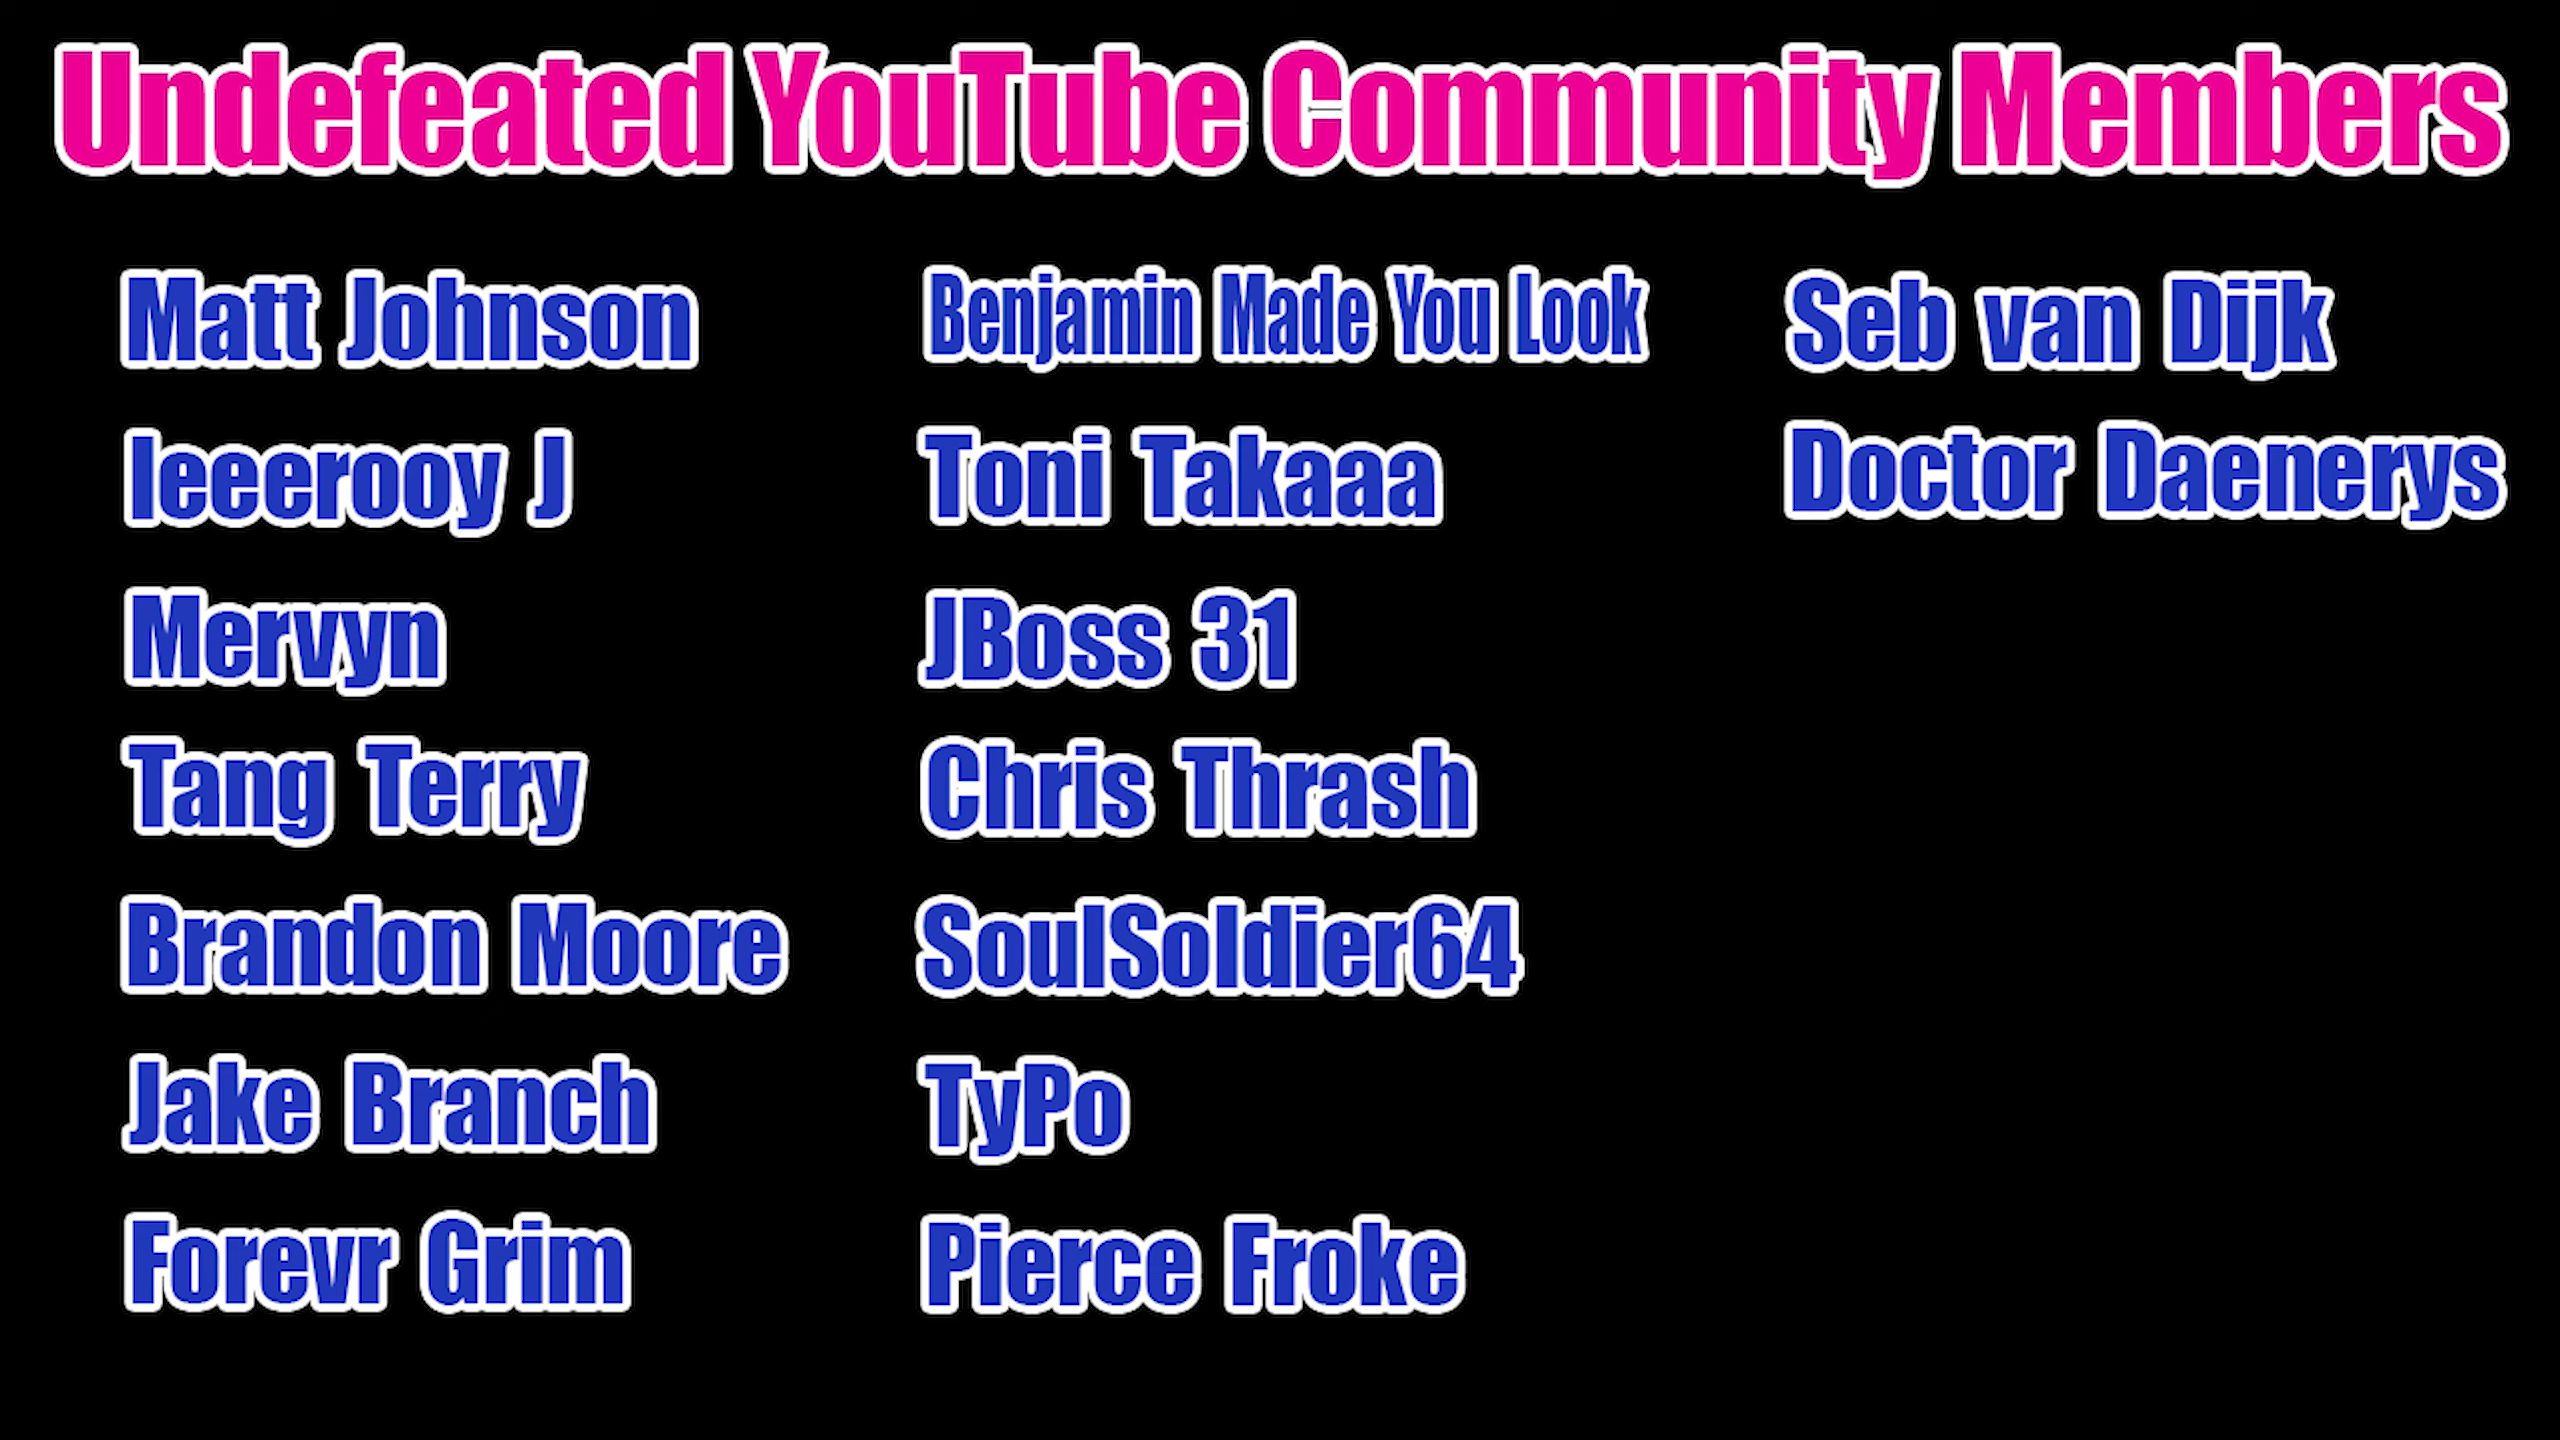 Undefeated YouTube Community Members
Matt Johnson
leeerooy J
Mervyn
Tang Terry
Brandon Moore
Jake Branch
Forevr Grim
Benjamin Made You Look
Toni Takaaa
JBoss 31
Chris Thrash
SoulSoldier64
TyPo
Pierce Froke
Seb van Dijk
Doctor Daenerys